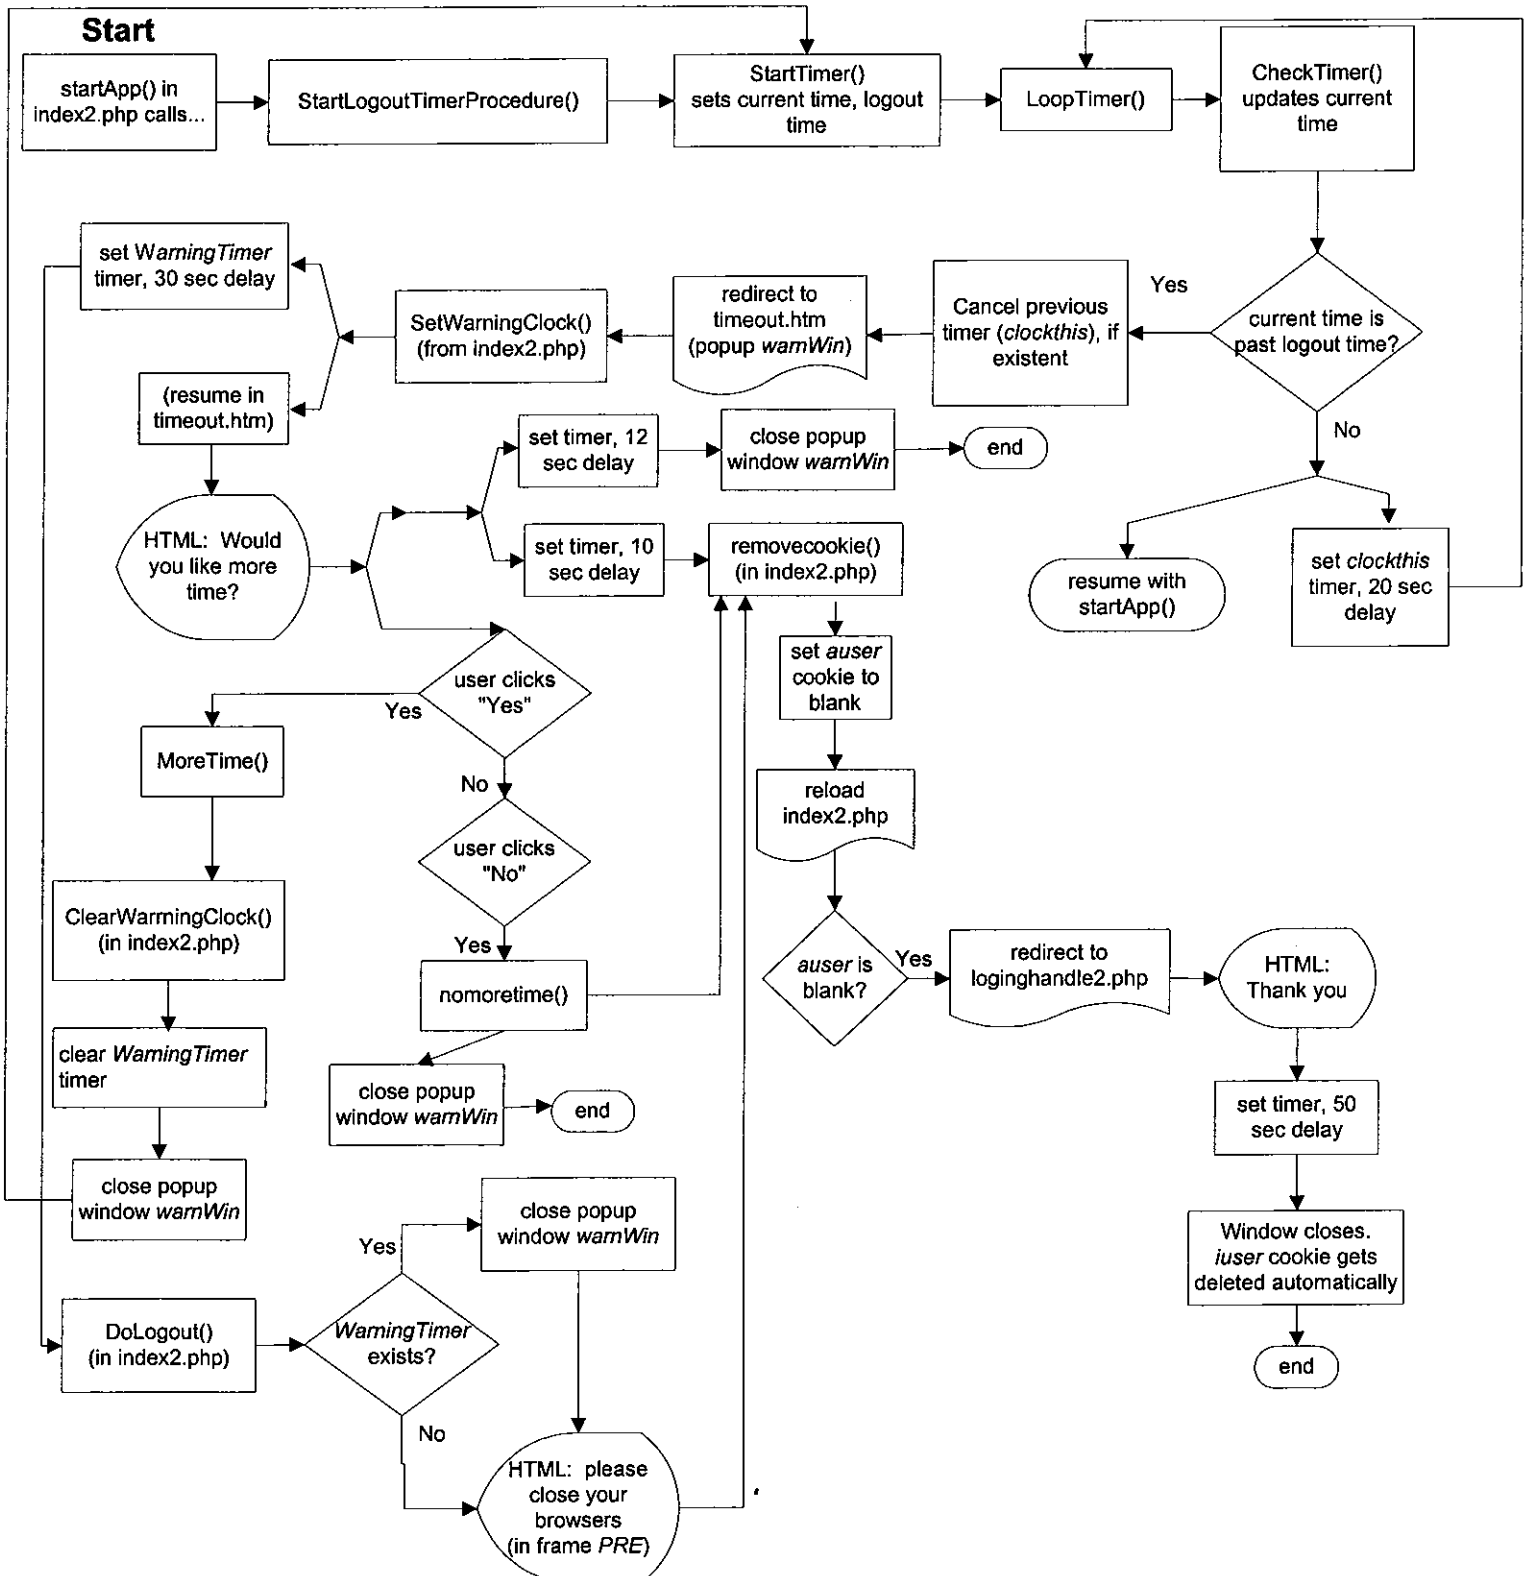 Start
startApp() in
index2.php calls...
StartLogoutTimerProcedure()
StartTimer()
sets current time, logout
time
LoopTimer()
CheckTimer()
updates current
time
set WarningTimer
timer, 30 sec delay
SetWarningClock()
(from index2.php)
redirect to
timeout.htm
(popup warnWin)
Cancel previous
timer (clockthis), if
existent
Yes
current time is
past logout time?
No
(resume in
timeout.htm)
set timer, 12
sec delay
close popup
window warnWin
end
HTML: Would
you like more
time?
set timer, 10
sec delay
removecookie()
(in index2.php)
resume with
startApp()
set clockthis
timer, 20 sec
delay
user clicks
"Yes"
Yes
No
set auser
cookie to
blank
MoreTime()
reload
index2.php
user clicks
"No"
Yes
ClearWarmingClock()
(in index2.php)
nomoretime()
auser is
blank?
Yes
redirect to
loginghandle2.php
HTML:
Thank you
clear WarningTimer
timer
close popup
window warnWin
end
set timer, 50
sec delay
close popup
window warnWin
close popup
window warnWin
Yes
Window closes.
iuser cookie gets
deleted automatically
DoLogout()
(in index2.php)
WarningTimer
exists?
end
No
HTML: please
close your
browsers
(in frame PRE)